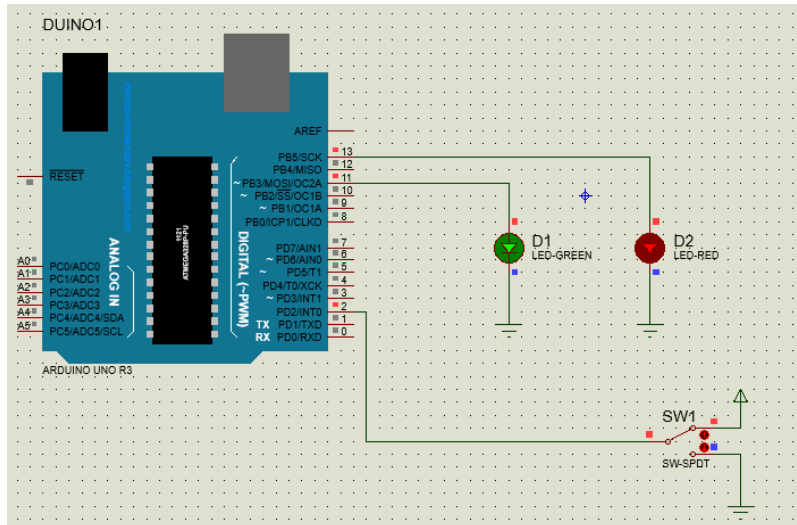 DUINO1
microcontrolandos.blogspot.com
AREF
PB5/SCK 13
PB4/MISO 12
~ PB3/MOSI/OC2A 11
~ PB2/SS/OC1B 10
~ PB1/OC1A 9
PB0/ICP1/CLKO 8
PD7/AIN1 7
~ PD6/AIN0 6
~ PD5/T1 5
PD4/T0/XCK 4
~ PD3/INT1 3
PD2/INT0 2
TX PD1/TXD 1
RX PD0/RXD 0
DIGITAL (~PWM)
1121
ATMEGA328P-PU
RESET
ANALOG IN
A0 PC0/ADC0
A1 PC1/ADC1
A2 PC2/ADC2
A3 PC3/ADC3
A4 PC4/ADC4/SDA
A5 PC5/ADC5/SCL
ARDUINO UNO R3
D1
LED-GREEN
D2
LED-RED
SW1
SW-SPDT